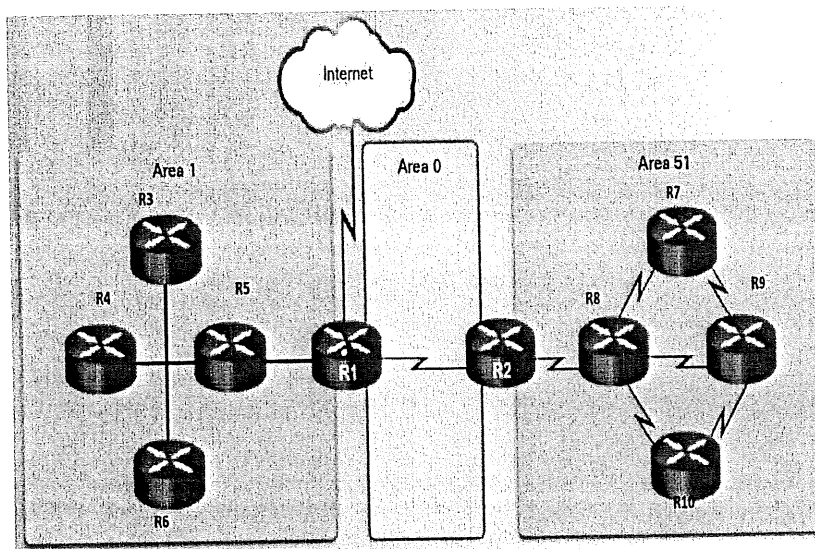 Internet
Area 1
Area 0
Area 51
R3
R7
R4
R5
R8
R9
R1
R2
R6
R10